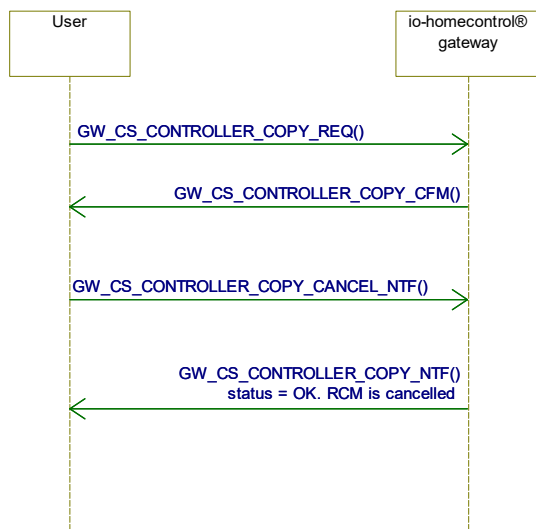 User
io-homecontrol®
gateway
GW_CS_CONTROLLER_COPY_REQ()
GW_CS_CONTROLLER_COPY_CFM()
GW_CS_CONTROLLER_COPY_CANCEL_NTF()
GW_CS_CONTROLLER_COPY_NTF()
status = OK. RCM is cancelled